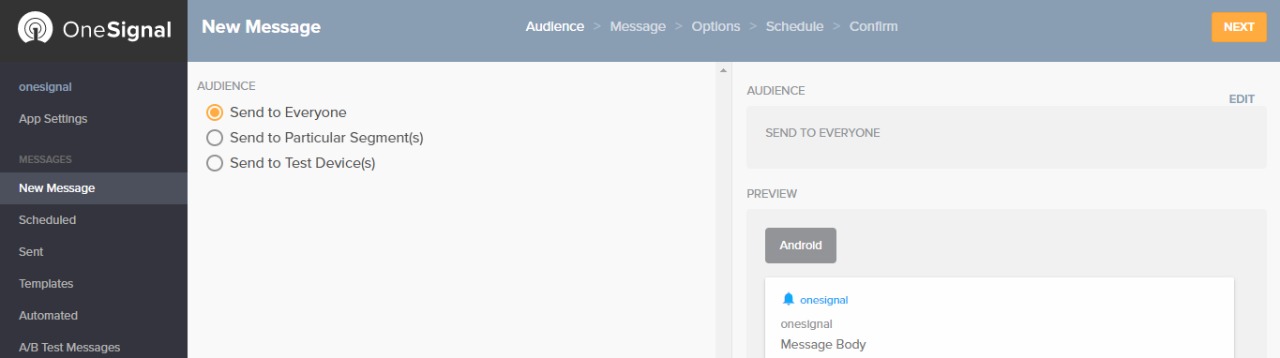 OneSignal
onesignal
App Settings
MESSAGES
New Message
Scheduled
Sent
Templates
Automated
A/B Test Messages
New Message
Audience > Message > Options > Schedule > Confirm
NEXT
AUDIENCE
Send to Everyone
Send to Particular Segment(s)
Send to Test Device(s)
AUDIENCE
EDIT
SEND TO EVERYONE
PREVIEW
Android
onesignal
onesignal
Message Body